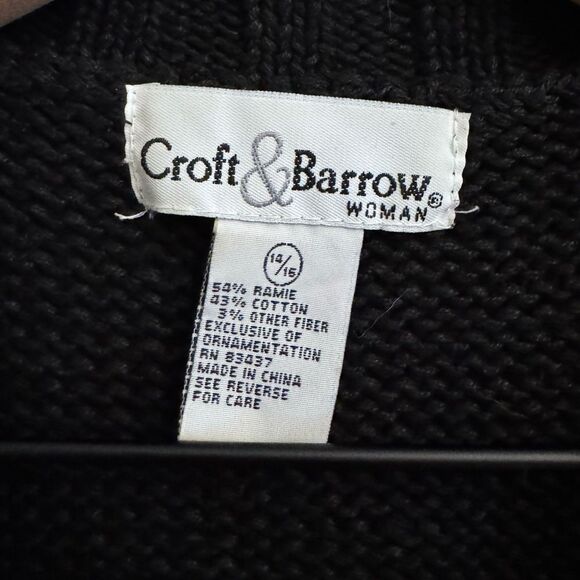 Croft & Barrow®
WOMAN
14/16
54% RAMIE
43% COTTON
3% OTHER FIBER
EXCLUSIVE OF
ORNAMENTATION
RN 83437
MADE IN CHINA
SEE REVERSE
FOR CARE